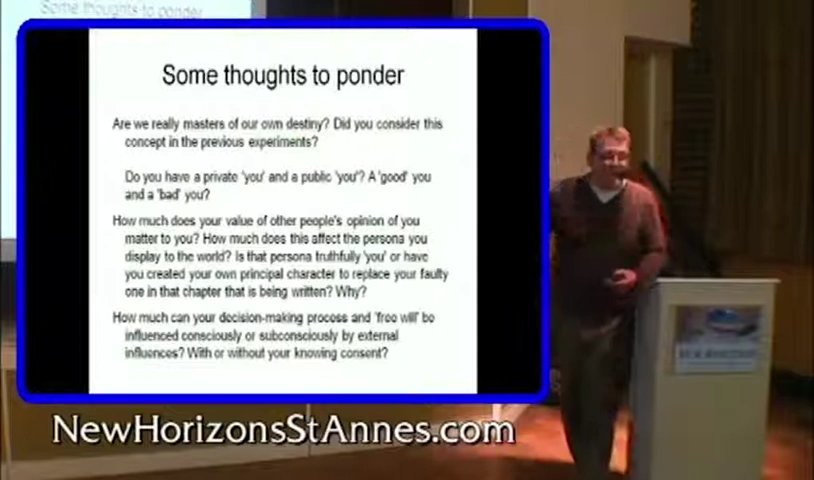 Some thoughts to ponder
Some thoughts to ponder
Are we really masters of our own destiny? Did you consider this
concept in the previous experiments?
Do you have a private 'you' and a public 'you'? A 'good' you
and a 'bad' you?
How much does your value of other people's opinion of you
matter to you? How much does this affect the persona you
display to the world? Is that persona truthfully 'you' or have
you created your own principal character to replace your faulty
one in that chapter that is being written? Why?
How much can your decision-making process and 'free will' be
influenced consciously or subconsciously by external
influences? With or without your knowing consent?
NewHorizonsStAnnes.com